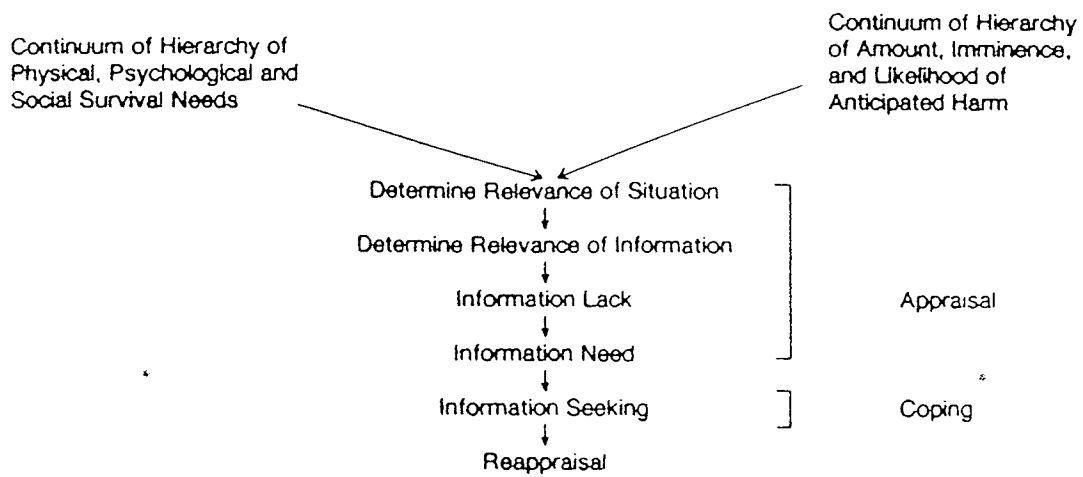 Continuum of Hierarchy of
Physical, Psychological and
Social Survival Needs
Continuum of Hierarchy
of Amount, Imminence,
and Likelihood of
Anticipated Harm
Determine Relevance of Situation
Determine Relevance of Information
Information Lack
Appraisal
Information Need
Information Seeking
Coping
Reappraisal